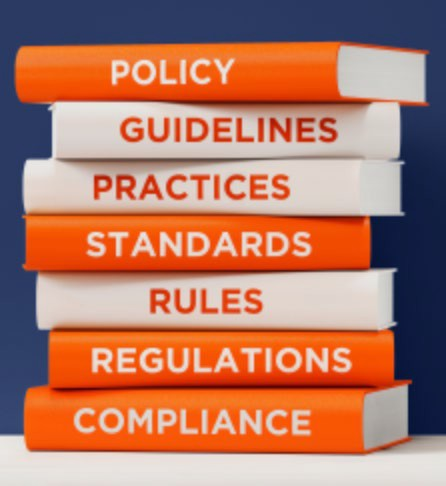 POLICY
GUIDELINES
PRACTICES
STANDARDS
RULES
REGULATIONS
COMPLIANCE